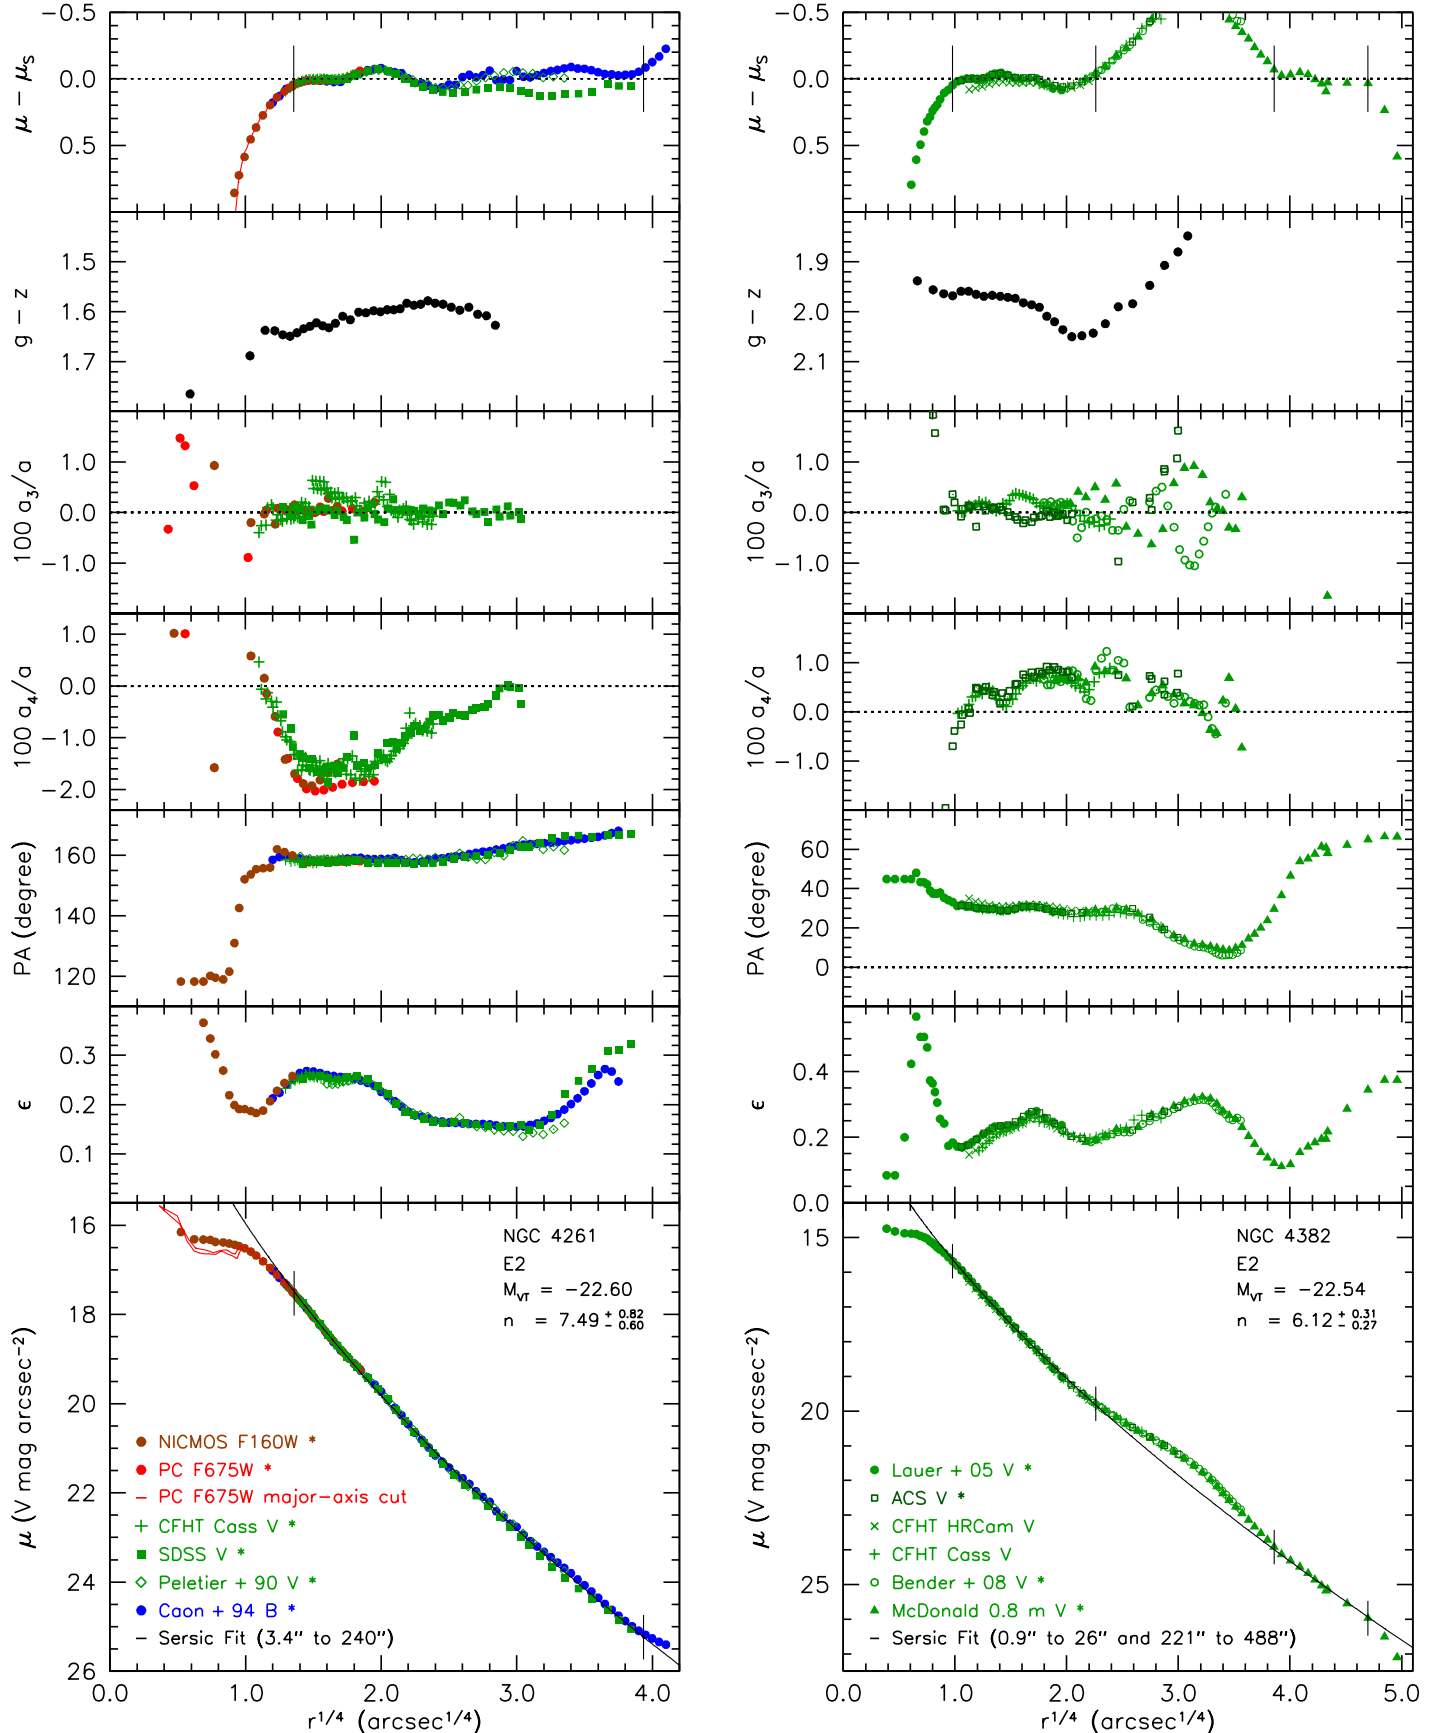 −0.5
0.0
0.5
μ − μS
1.5
1.6
1.7
g − z
1.0
0.0
−1.0
100 a3/a
1.0
0.0
−1.0
−2.0
100 a4/a
160
140
120
PA (degree)
0.3
0.2
0.1
ϵ
16
18
20
22
24
26
μ (V mag arcsec−2)
NGC 4261
E2
MVT = −22.60
n = 7.49 + 0.82 − 0.60
NICMOS F160W *
PC F675W *
PC F675W major−axis cut
CFHT Cass V *
SDSS V *
Peletier + 90 V *
Caon + 94 B *
Sersic Fit (3.4″ to 240″)
0.0 1.0 2.0 3.0 4.0
r1/4 (arcsec1/4)
−0.5
0.0
0.5
μ − μS
1.9
2.0
2.1
g − z
1.0
0.0
−1.0
100 a3/a
1.0
0.0
−1.0
100 a4/a
60
40
20
0
PA (degree)
0.4
0.2
0.0
ϵ
15
20
25
μ (V mag arcsec−2)
NGC 4382
E2
MVT = −22.54
n = 6.12 + 0.31 − 0.27
Lauer + 05 V *
ACS V *
CFHT HRCam V
CFHT Cass V
Bender + 08 V *
McDonald 0.8 m V *
Sersic Fit (0.9″ to 26″ and 221″ to 488″)
0.0 1.0 2.0 3.0 4.0 5.0
r1/4 (arcsec1/4)